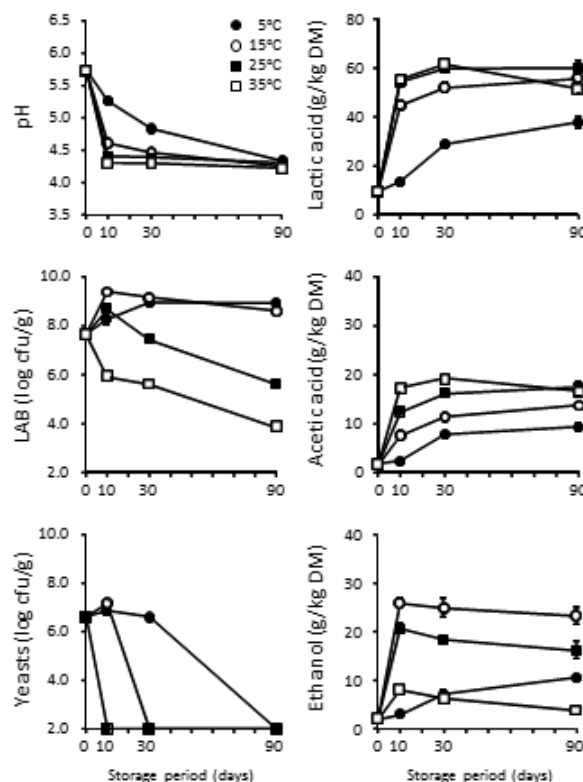 6.5
6.0
5.5
5.0
4.5
4.0
3.5
pH
5°C
15°C
25°C
35°C
0 10 30 90
80
60
40
20
0
Lactic acid (g/kg DM)
0 10 30 90
10.0
8.0
6.0
4.0
2.0
LAB (log cfu/g)
0 10 30 90
40
30
20
10
0
Acetic acid (g/kg DM)
0 10 30 90
10.0
8.0
6.0
4.0
2.0
Yeasts (log cfu/g)
0 10 30 90
Storage period (days)
40
30
20
10
0
Ethanol (g/kg DM)
0 10 30 90
Storage period (days)